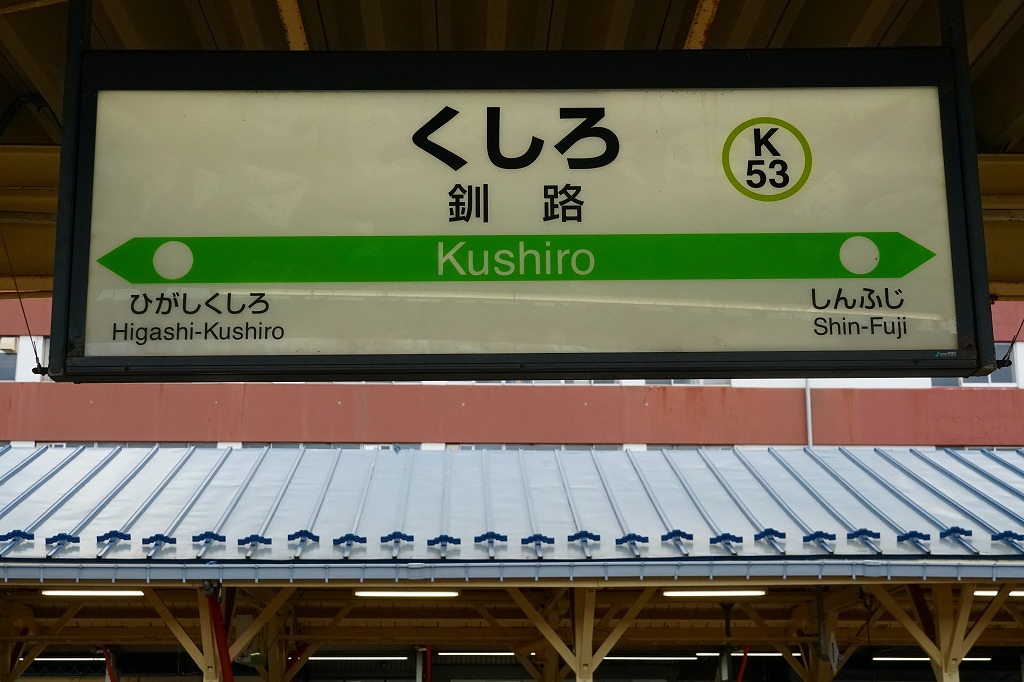 くしろ
釧路
K
53
Kushiro
ひがしくしろ
Higashi-Kushiro
しんふじ
Shin-Fuji